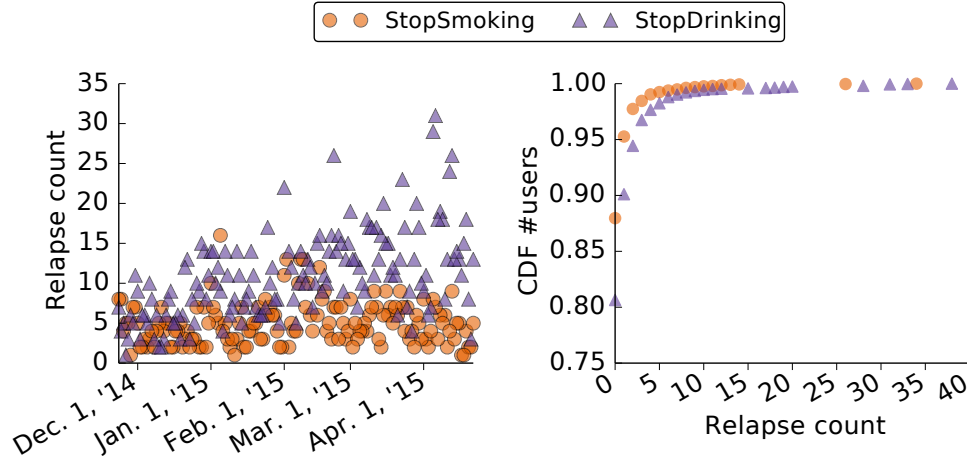 StopSmoking StopDrinking
Relapse count
35
30
25
20
15
10
5
0
Dec. 1, '14
Jan. 1, '15
Feb. 1, '15
Mar. 1, '15
Apr. 1, '15
CDF #users
1.00
0.95
0.90
0.85
0.80
0.75
0 5 10 15 20 25 30 35 40
Relapse count